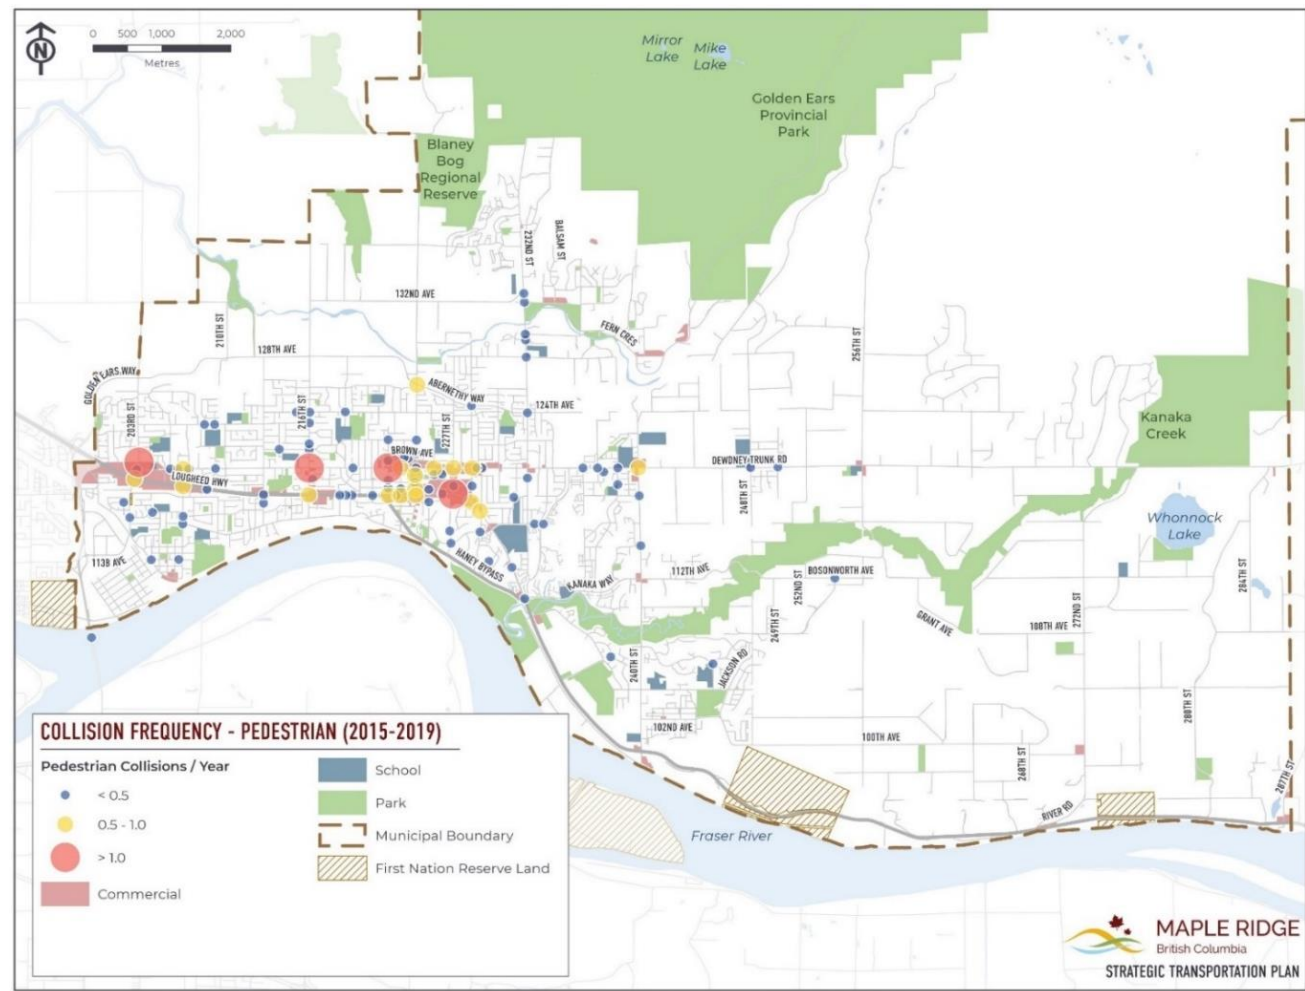 N
0 500 1,000 2,000
Metres
Mirror
Lake
Mike
Lake
Golden Ears
Provincial
Park
Blaney
Bog
Regional
Reserve
232ND ST
BALSAM ST
132ND AVE
FERN CRES
210TH ST
128TH AVE
256TH ST
GOLDEN EARS WAY
ABERNETHY WAY
203RD ST
216TH ST
227TH ST
124TH AVE
Kanaka
Creek
BROWN AVE
DEWDNEY TRUNK RD
LOUGHEED HWY
248TH ST
Whonnock
Lake
113B AVE
HANEY BYPASS
KANAKA WAY
112TH AVE
252ND ST
BOSONWORTH AVE
284TH ST
272ND ST
249TH ST
GRANT AVE
108TH AVE
240TH ST
JACKSON RD
280TH ST
102ND AVE
100TH AVE
268TH ST
287TH ST
RIVER RD
Fraser River
COLLISION FREQUENCY - PEDESTRIAN (2015-2019)
Pedestrian Collisions / Year
< 0.5
0.5 - 1.0
> 1.0
Commercial
School
Park
Municipal Boundary
First Nation Reserve Land
MAPLE RIDGE
British Columbia
STRATEGIC TRANSPORTATION PLAN